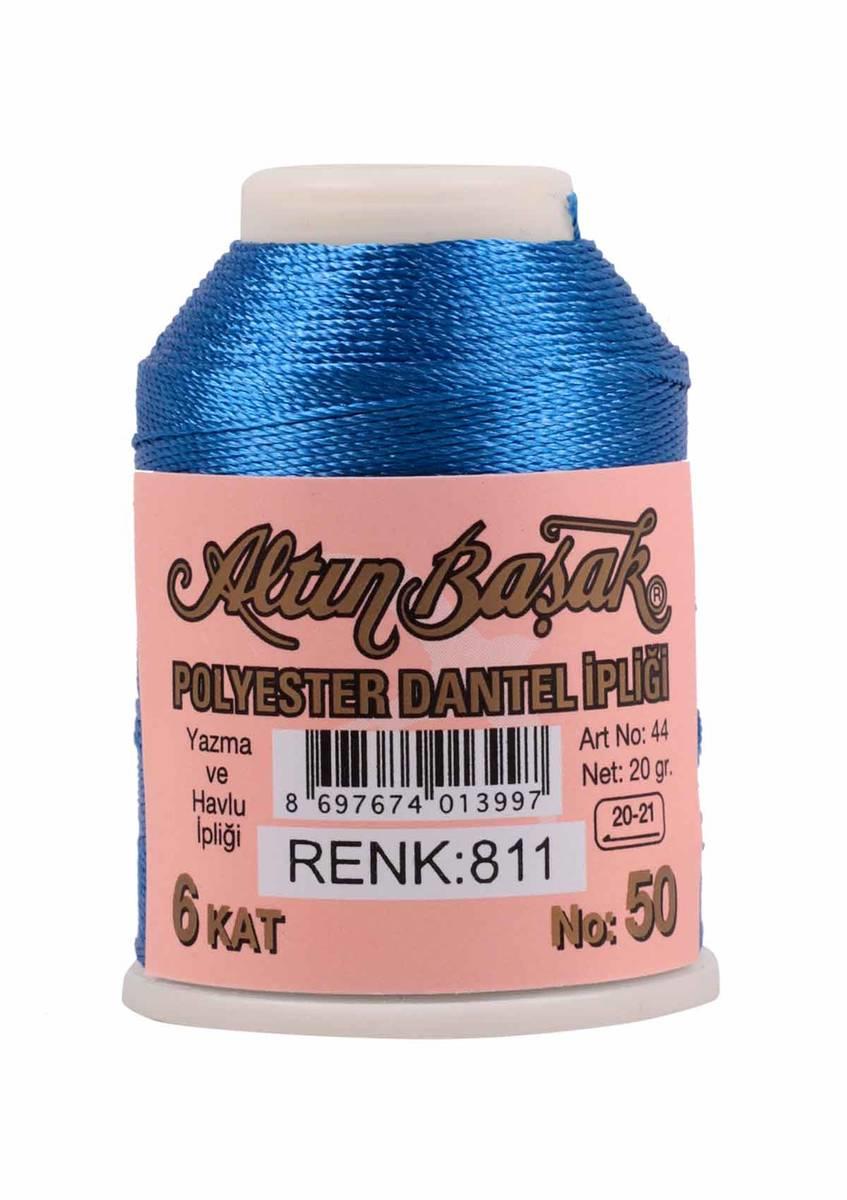 Altın Başak ®
POLYESTER DANTEL İPLİĞİ
Yazma
ve
Havlu
İpliği
8 697674 013997
Art No: 44
Net: 20 gr.
20-21
RENK:811
6 KAT
No: 50